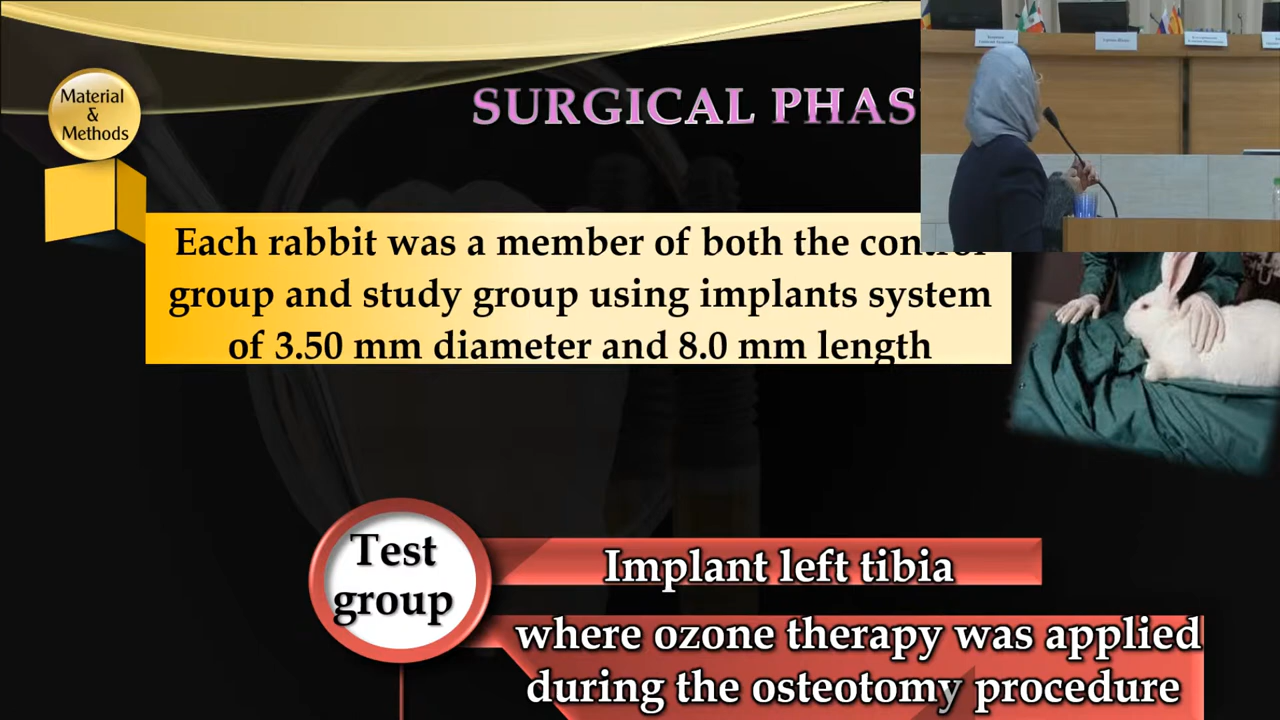 Material
&
Methods
SURGICAL PHAS
Each rabbit was a member of both the control
group and study group using implants system
of 3.50 mm diameter and 8.0 mm length
Test
group
Implant left tibia
where ozone therapy was applied
during the osteotomy procedure